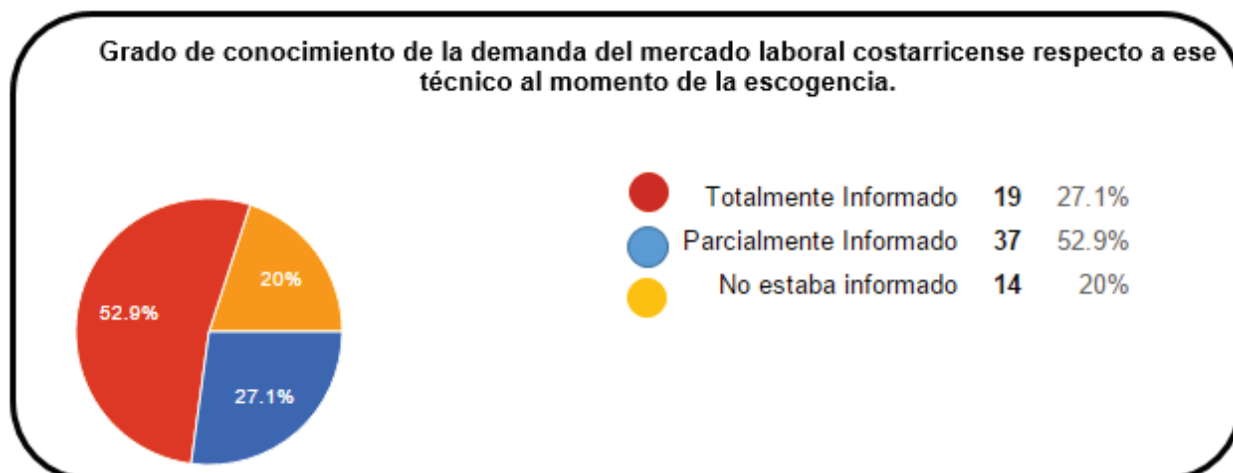 Grado de conocimiento de la demanda del mercado laboral costarricense respecto a ese
técnico al momento de la escogencia.
Totalmente Informado 19 27.1%
Parcialmente Informado 37 52.9%
No estaba informado 14 20%
20%
52.9%
27.1%